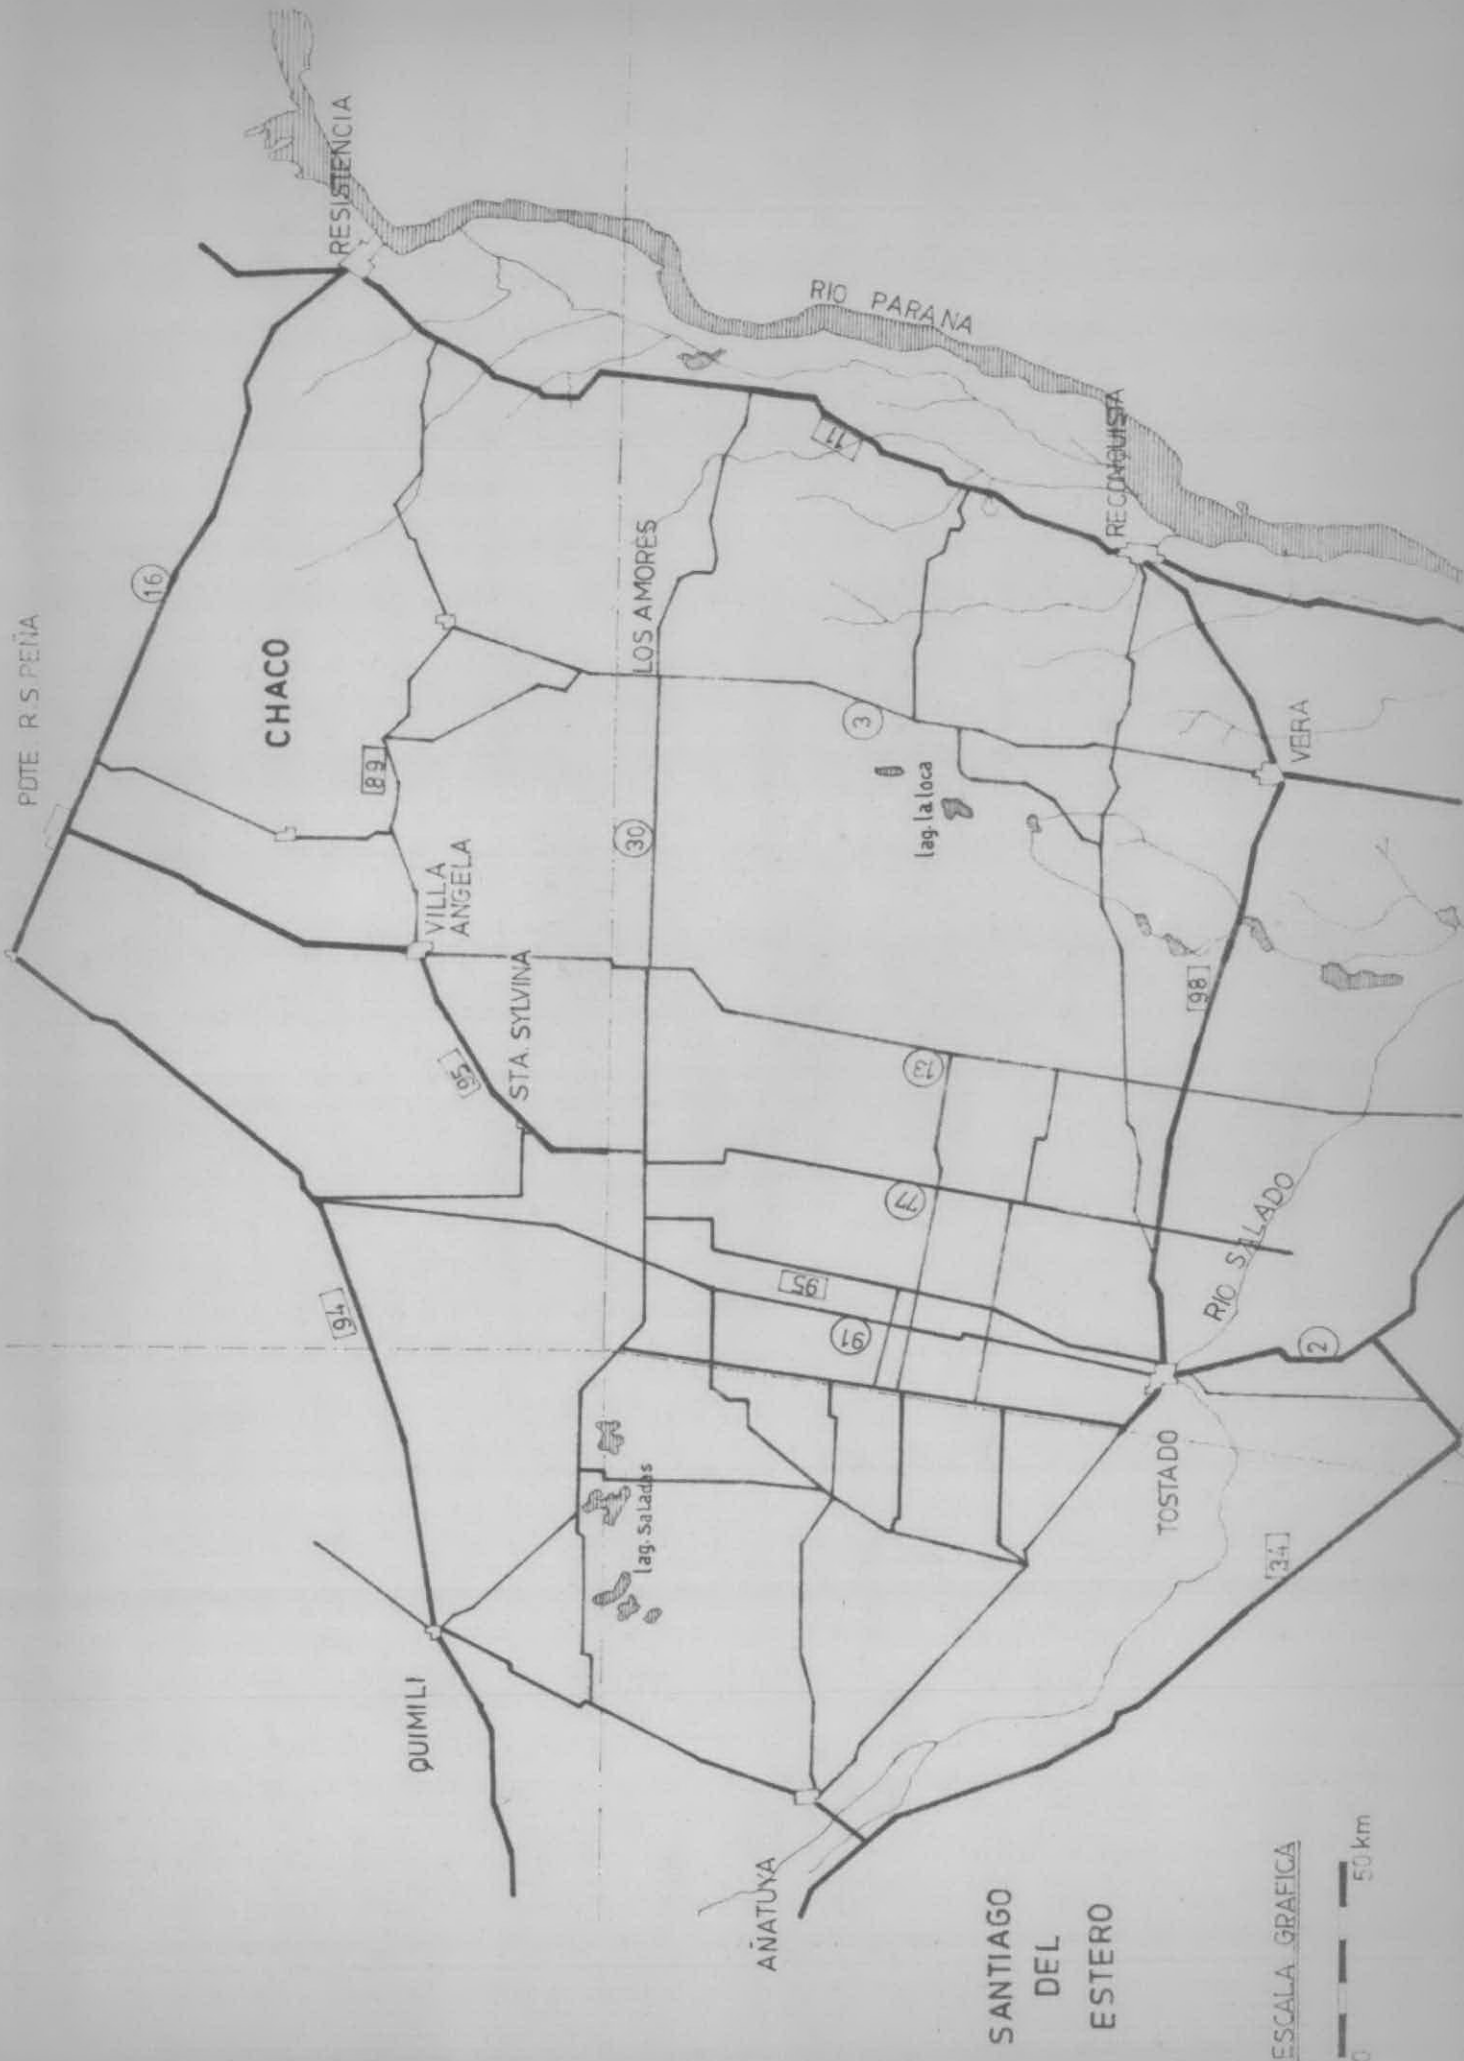 PDTE. R.S. PEÑA
16
RESISTENCIA
CHACO
89
VILLA
ANGELA
95
STA. SYLVINA
94
QUIMILI
RIO PARANA
11
LOS AMORES
30
3
lag. la loca
RECONQUISTA
VERA
98
13
77
95
91
lag. Saladas
RIO SALADO
2
TOSTADO
34
AÑATUYA
SANTIAGO
DEL
ESTERO
ESCALA GRAFICA
0
50 km